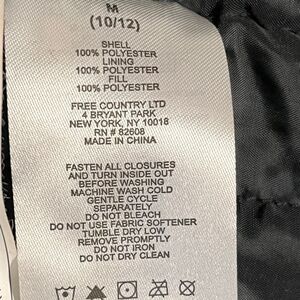 M
(10/12)
SHELL
100% POLYESTER
LINING
100% POLYESTER
FILL
100% POLYESTER
FREE COUNTRY LTD
4 BRYANT PARK
NEW YORK, NY 10018
RN # 82608
MADE IN CHINA
FASTEN ALL CLOSURES
AND TURN INSIDE OUT
BEFORE WASHING
MACHINE WASH COLD
GENTLE CYCLE
SEPARATELY
DO NOT BLEACH
DO NOT USE FABRIC SOFTENER
TUMBLE DRY LOW
REMOVE PROMPTLY
DO NOT IRON
DO NOT DRY CLEAN